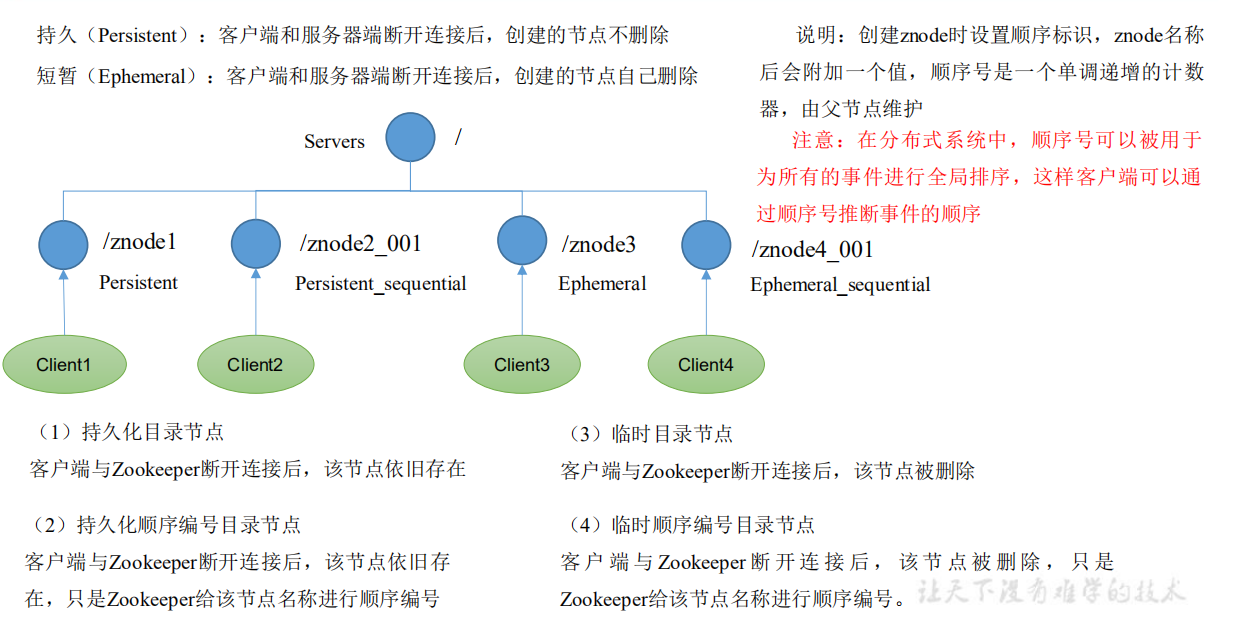 持久（Persistent）：客户端和服务器端断开连接后，创建的节点不删除
短暂（Ephemeral）：客户端和服务器端断开连接后，创建的节点自己删除
说明：创建znode时设置顺序标识，znode名称
后会附加一个值，顺序号是一个单调递增的计数
器，由父节点维护
注意：在分布式系统中，顺序号可以被用于
为所有的事件进行全局排序，这样客户端可以通
过顺序号推断事件的顺序
Servers
/
/znode1
Persistent
/znode2_001
Persistent_sequential
/znode3
Ephemeral
/znode4_001
Ephemeral_sequential
Client1
Client2
Client3
Client4
（1）持久化目录节点
客户端与Zookeeper断开连接后，该节点依旧存在
（2）持久化顺序编号目录节点
客户端与Zookeeper断开连接后，该节点依旧存
在，只是Zookeeper给该节点名称进行顺序编号
（3）临时目录节点
客户端与Zookeeper断开连接后，该节点被删除
（4）临时顺序编号目录节点
客户端与Zookeeper断开连接后，该节点被删除，只是
Zookeeper给该节点名称进行顺序编号。
让天下没有难学的技术